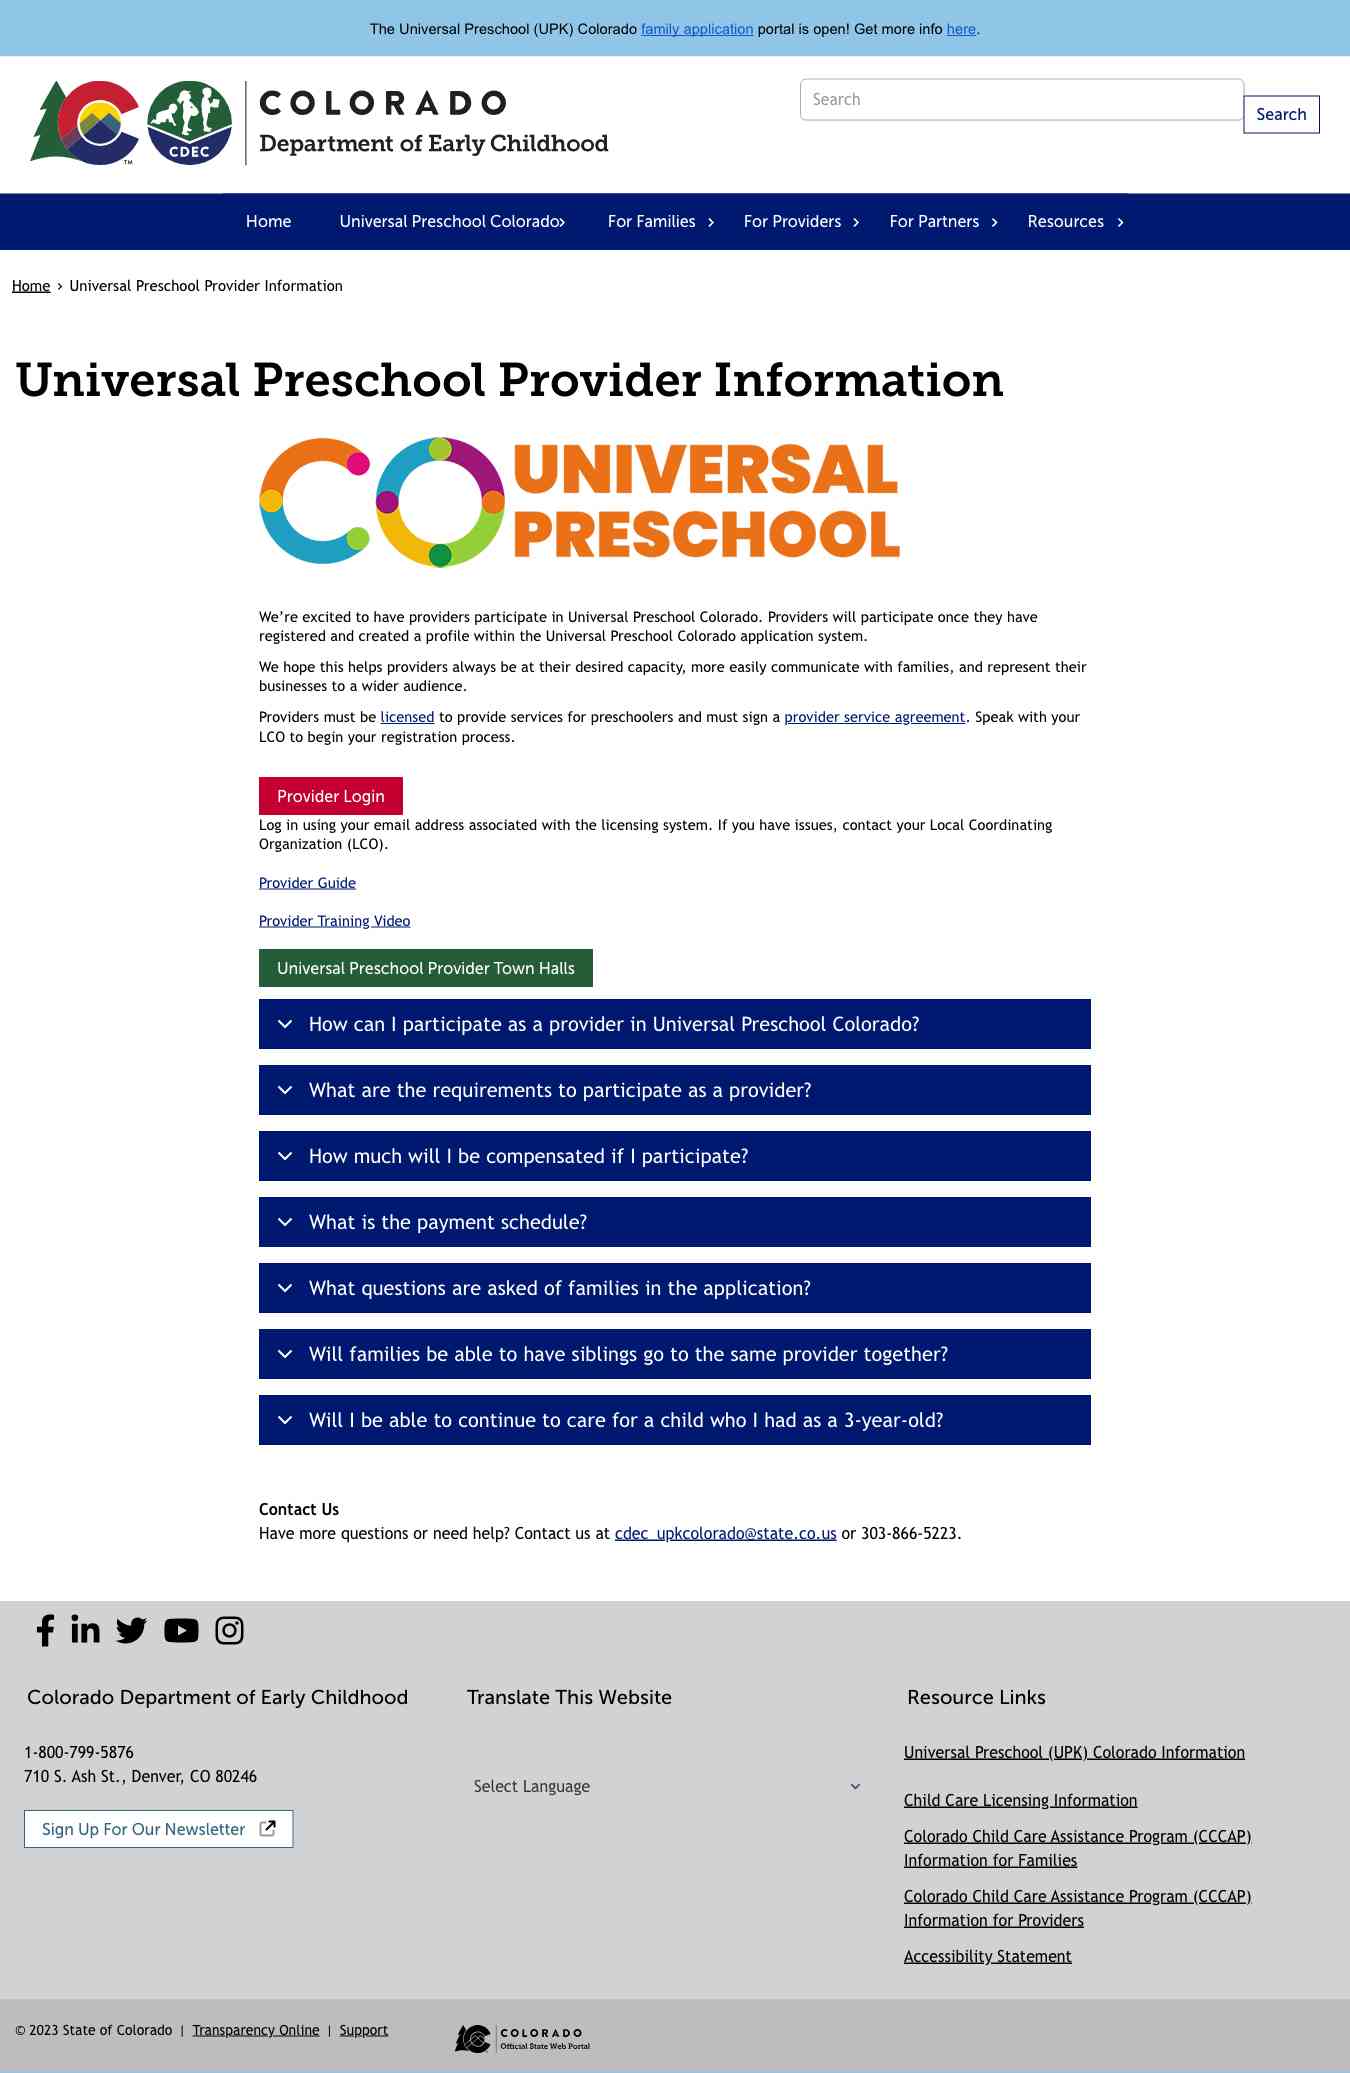 The Universal Preschool (UPK) Colorado family application portal is open! Get more info here.
CDEC
TM
COLORADO
Department of Early Childhood
Search
Search
Home
Universal Preschool Colorado
For Families
For Providers
For Partners
Resources
Home › Universal Preschool Provider Information
Universal Preschool Provider Information
CO UNIVERSAL
PRESCHOOL
We're excited to have providers participate in Universal Preschool Colorado. Providers will participate once they have
registered and created a profile within the Universal Preschool Colorado application system.
We hope this helps providers always be at their desired capacity, more easily communicate with families, and represent their
businesses to a wider audience.
Providers must be licensed to provide services for preschoolers and must sign a provider service agreement. Speak with your
LCO to begin your registration process.
Provider Login
Log in using your email address associated with the licensing system. If you have issues, contact your Local Coordinating
Organization (LCO).
Provider Guide
Provider Training Video
Universal Preschool Provider Town Halls
How can I participate as a provider in Universal Preschool Colorado?
What are the requirements to participate as a provider?
How much will I be compensated if I participate?
What is the payment schedule?
What questions are asked of families in the application?
Will families be able to have siblings go to the same provider together?
Will I be able to continue to care for a child who I had as a 3-year-old?
Contact Us
Have more questions or need help? Contact us at cdec_upkcolorado@state.co.us or 303-866-5223.
Colorado Department of Early Childhood
1-800-799-5876
710 S. Ash St., Denver, CO 80246
Sign Up For Our Newsletter
Translate This Website
Select Language
Resource Links
Universal Preschool (UPK) Colorado Information
Child Care Licensing Information
Colorado Child Care Assistance Program (CCCAP)
Information for Families
Colorado Child Care Assistance Program (CCCAP)
Information for Providers
Accessibility Statement
© 2023 State of Colorado | Transparency Online | Support
COLORADO
Official State Web Portal